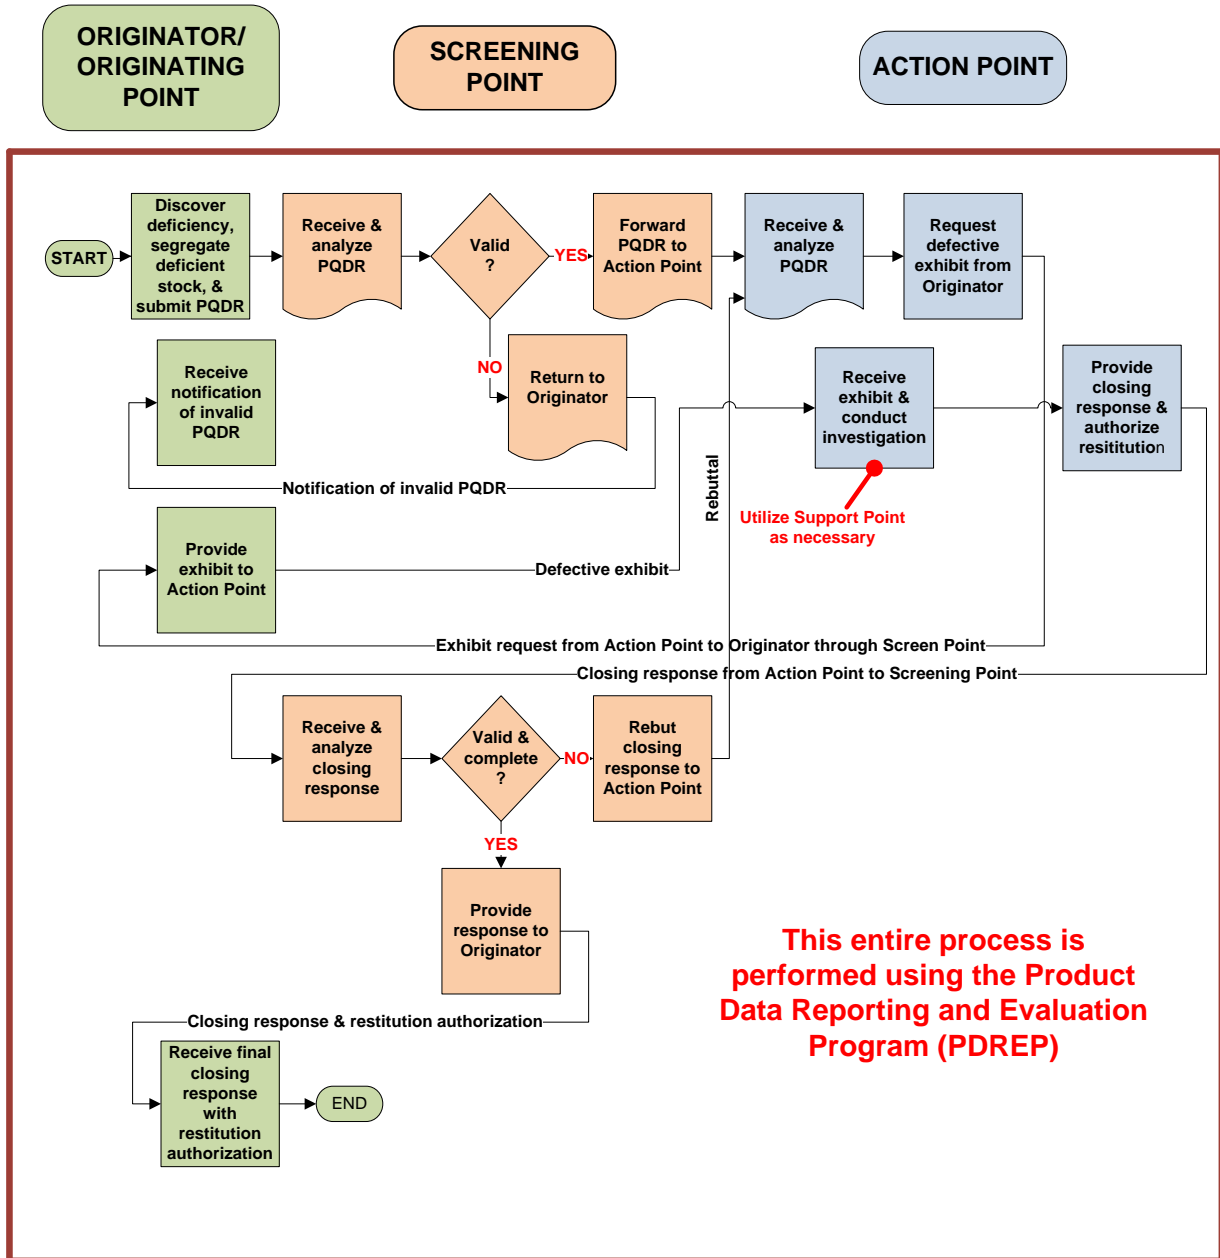 ORIGINATOR/
ORIGINATING
POINT
SCREENING
POINT
ACTION POINT
START
Discover
deficiency,
segregate
deficient
stock, &
submit PQDR
Receive &
analyze
PQDR
Valid
?
YES
Forward
PQDR to
Action Point
Receive &
analyze
PQDR
Request
defective
exhibit from
Originator
NO
Receive
notification
of invalid
PQDR
Return to
Originator
Receive
exhibit &
conduct
investigation
Provide
closing
response &
authorize
resititution
Notification of invalid PQDR
Rebuttal
Utilize Support Point
as necessary
Provide
exhibit to
Action Point
Defective exhibit
Exhibit request from Action Point to Originator through Screen Point
Closing response from Action Point to Screening Point
Receive &
analyze
closing
response
Valid &
complete
?
NO
Rebut
closing
response to
Action Point
YES
Provide
response to
Originator
This entire process is
performed using the Product
Data Reporting and Evaluation
Program (PDREP)
Closing response & restitution authorization
Receive final
closing
response
with
restitution
authorization
END